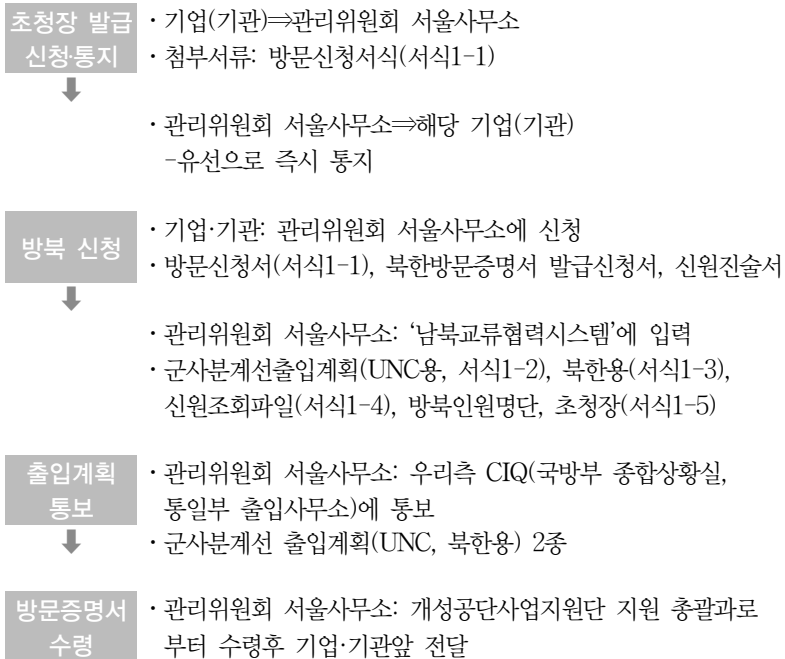 초청장 발급
신청·통지
· 기업(기관)⇒관리위원회 서울사무소
· 첨부서류: 방문신청서식(서식1-1)
· 관리위원회 서울사무소⇒해당 기업(기관)
-유선으로 즉시 통지
방북 신청
· 기업·기관: 관리위원회 서울사무소에 신청
· 방문신청서(서식1-1), 북한방문증명서 발급신청서, 신원진술서
· 관리위원회 서울사무소: ‘남북교류협력시스템’에 입력
· 군사분계선출입계획(UNC용, 서식1-2), 북한용(서식1-3),
신원조회파일(서식1-4), 방북인원명단, 초청장(서식1-5)
출입계획
통보
· 관리위원회 서울사무소: 우리측 CIQ(국방부 종합상황실,
통일부 출입사무소)에 통보
· 군사분계선 출입계획(UNC, 북한용) 2종
방문증명서
수령
· 관리위원회 서울사무소: 개성공단사업지원단 지원 총괄과로
부터 수령후 기업·기관앞 전달